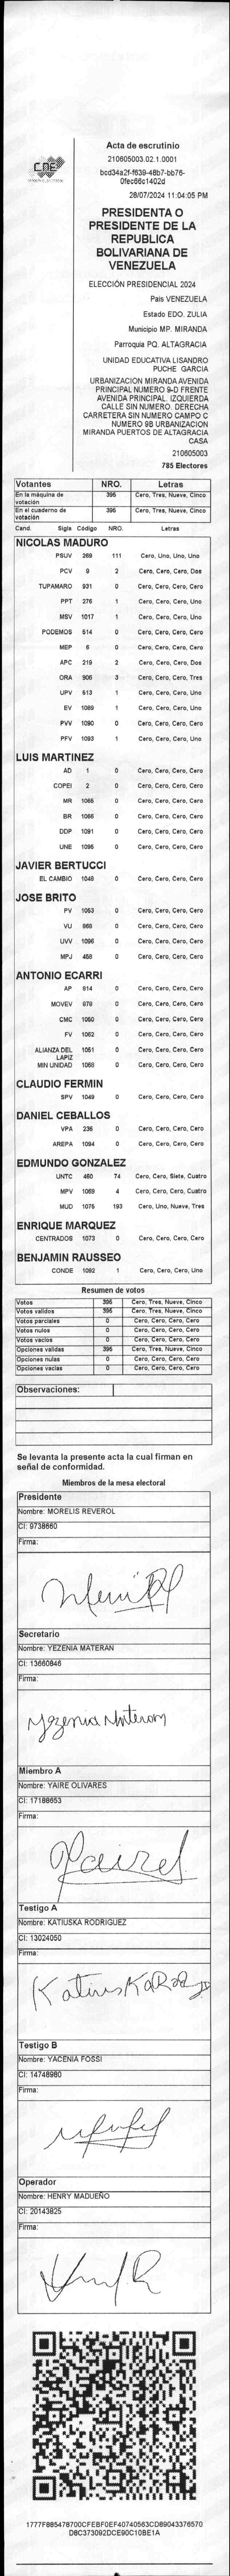 CNE
Acta de escrutinio
210605003.02.1.0001
bcd34a2f-f639-48b7-bb76-
0fec66c1402d
28/07/2024 11:04:05 PM
PRESIDENTA O
PRESIDENTE DE LA
REPUBLICA
BOLIVARIANA DE
VENEZUELA
ELECCIÓN PRESIDENCIAL 2024
Pais VENEZUELA
Estado EDO. ZULIA
Municipio MP. MIRANDA
Parroquia PQ. ALTAGRACIA
UNIDAD EDUCATIVA LISANDRO
PUCHE GARCIA
URBANIZACION MIRANDA AVENIDA
PRINCIPAL NUMERO 9-D FRENTE
AVENIDA PRINCIPAL. IZQUIERDA
CALLE SIN NUMERO. DERECHA
CARRETERA SIN NUMERO CAMPO C
NUMERO 9B URBANIZACION
MIRANDA PUERTOS DE ALTAGRACIA
CASA
210605003
785 Electores
Votantes NRO. Letras
En la máquina de votación 395 Cero, Tres, Nueve, Cinco
En el cuaderno de votación 395 Cero, Tres, Nueve, Cinco
Cand. Sigla Código NRO. Letras
NICOLAS MADURO
PSUV 269 111 Cero, Uno, Uno, Uno
PCV 9 2 Cero, Cero, Cero, Dos
TUPAMARO 931 0 Cero, Cero, Cero, Cero
PPT 276 1 Cero, Cero, Cero, Uno
MSV 1017 1 Cero, Cero, Cero, Uno
PODEMOS 514 0 Cero, Cero, Cero, Cero
MEP 6 0 Cero, Cero, Cero, Cero
APC 219 2 Cero, Cero, Cero, Dos
ORA 906 3 Cero, Cero, Cero, Tres
UPV 513 1 Cero, Cero, Cero, Uno
EV 1089 1 Cero, Cero, Cero, Uno
PVV 1090 0 Cero, Cero, Cero, Cero
PFV 1093 1 Cero, Cero, Cero, Uno
LUIS MARTINEZ
AD 1 0 Cero, Cero, Cero, Cero
COPEI 2 0 Cero, Cero, Cero, Cero
MR 1065 0 Cero, Cero, Cero, Cero
BR 1066 0 Cero, Cero, Cero, Cero
DDP 1091 0 Cero, Cero, Cero, Cero
UNE 1095 0 Cero, Cero, Cero, Cero
JAVIER BERTUCCI
EL CAMBIO 1048 0 Cero, Cero, Cero, Cero
JOSE BRITO
PV 1053 0 Cero, Cero, Cero, Cero
VU 868 0 Cero, Cero, Cero, Cero
UVV 1096 0 Cero, Cero, Cero, Cero
MPJ 458 0 Cero, Cero, Cero, Cero
ANTONIO ECARRI
AP 814 0 Cero, Cero, Cero, Cero
MOVEV 878 0 Cero, Cero, Cero, Cero
CMC 1050 0 Cero, Cero, Cero, Cero
FV 1062 0 Cero, Cero, Cero, Cero
ALIANZA DEL LAPIZ 1051 0 Cero, Cero, Cero, Cero
MIN UNIDAD 1068 0 Cero, Cero, Cero, Cero
CLAUDIO FERMIN
SPV 1049 0 Cero, Cero, Cero, Cero
DANIEL CEBALLOS
VPA 236 0 Cero, Cero, Cero, Cero
AREPA 1094 0 Cero, Cero, Cero, Cero
EDMUNDO GONZALEZ
UNTC 460 74 Cero, Cero, Siete, Cuatro
MPV 1069 4 Cero, Cero, Cero, Cuatro
MUD 1075 193 Cero, Uno, Nueve, Tres
ENRIQUE MARQUEZ
CENTRADOS 1073 0 Cero, Cero, Cero, Cero
BENJAMIN RAUSSEO
CONDE 1092 1 Cero, Cero, Cero, Uno
Resumen de votos
Votos 395 Cero, Tres, Nueve, Cinco
Votos validos 395 Cero, Tres, Nueve, Cinco
Votos parciales 0 Cero, Cero, Cero, Cero
Votos nulos 0 Cero, Cero, Cero, Cero
Votos vacios 0 Cero, Cero, Cero, Cero
Opciones validas 395 Cero, Tres, Nueve, Cinco
Opciones nulas 0 Cero, Cero, Cero, Cero
Opciones vacias 0 Cero, Cero, Cero, Cero
Observaciones:
Se levanta la presente acta la cual firman en
señal de conformidad.
Miembros de la mesa electoral
Presidente
Nombre: MORELIS REVEROL
CI: 9738660
Firma:
Secretario
Nombre: YEZENIA MATERAN
CI: 13660846
Firma:
Yezenia Materan
Miembro A
Nombre: YAIRE OLIVARES
CI: 17188653
Firma:
Testigo A
Nombre: KATIUSKA RODRIGUEZ
CI: 13024050
Firma:
Testigo B
Nombre: YACENIA FOSSI
CI: 14748980
Firma:
Operador
Nombre: HENRY MADUEÑO
CI: 20143825
Firma:
1777F885478700CFEBF0EF40740563CD89043376570
D8C373092DCE90C10BE1A